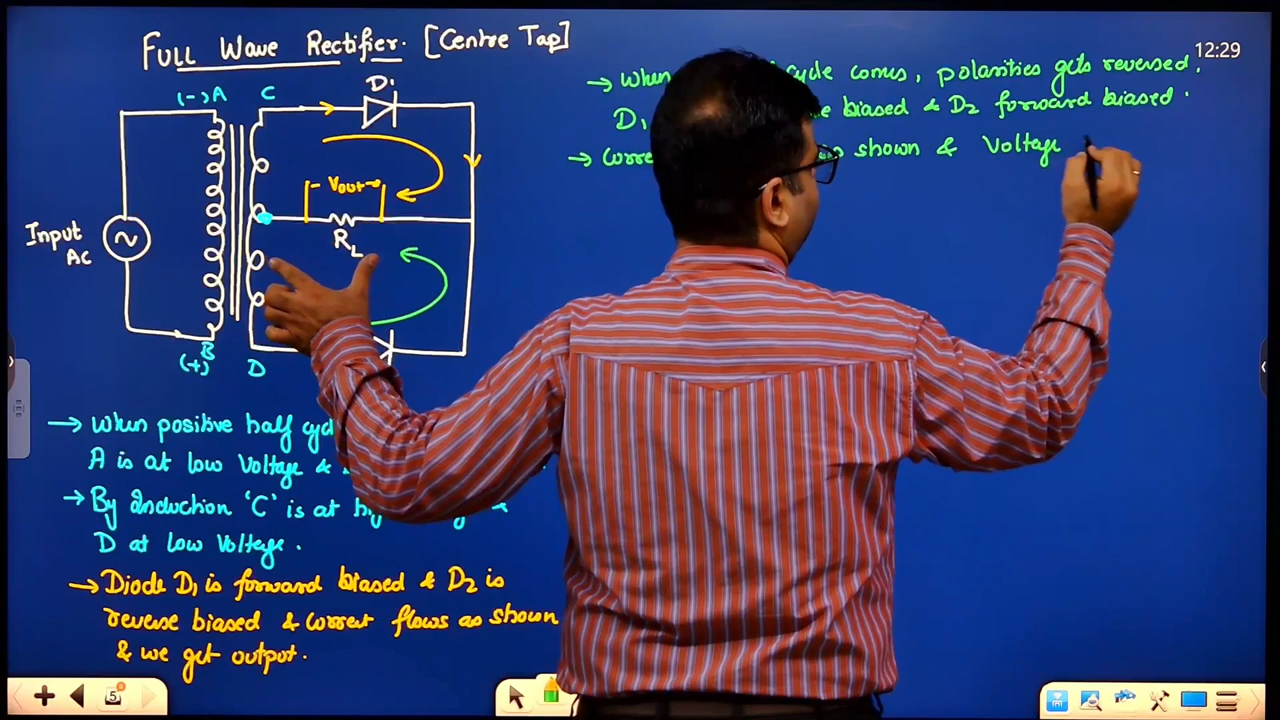 FULL Wave Rectifier. [Centre Tap]
12:29
(-) A
C
D1
Vout
RL
Input
AC
B
(+)
D
→ When positive half
A is at low Voltage &
→ By induction 'C' is at
D at low Voltage.
→ Diode D1 is forward biased & D2 is
reverse biased & current flows as shown
& we get output.
→ When cycle comes, polarities gets reversed.
D1 biased & D2 forward biased.
→ shown & Voltage
5